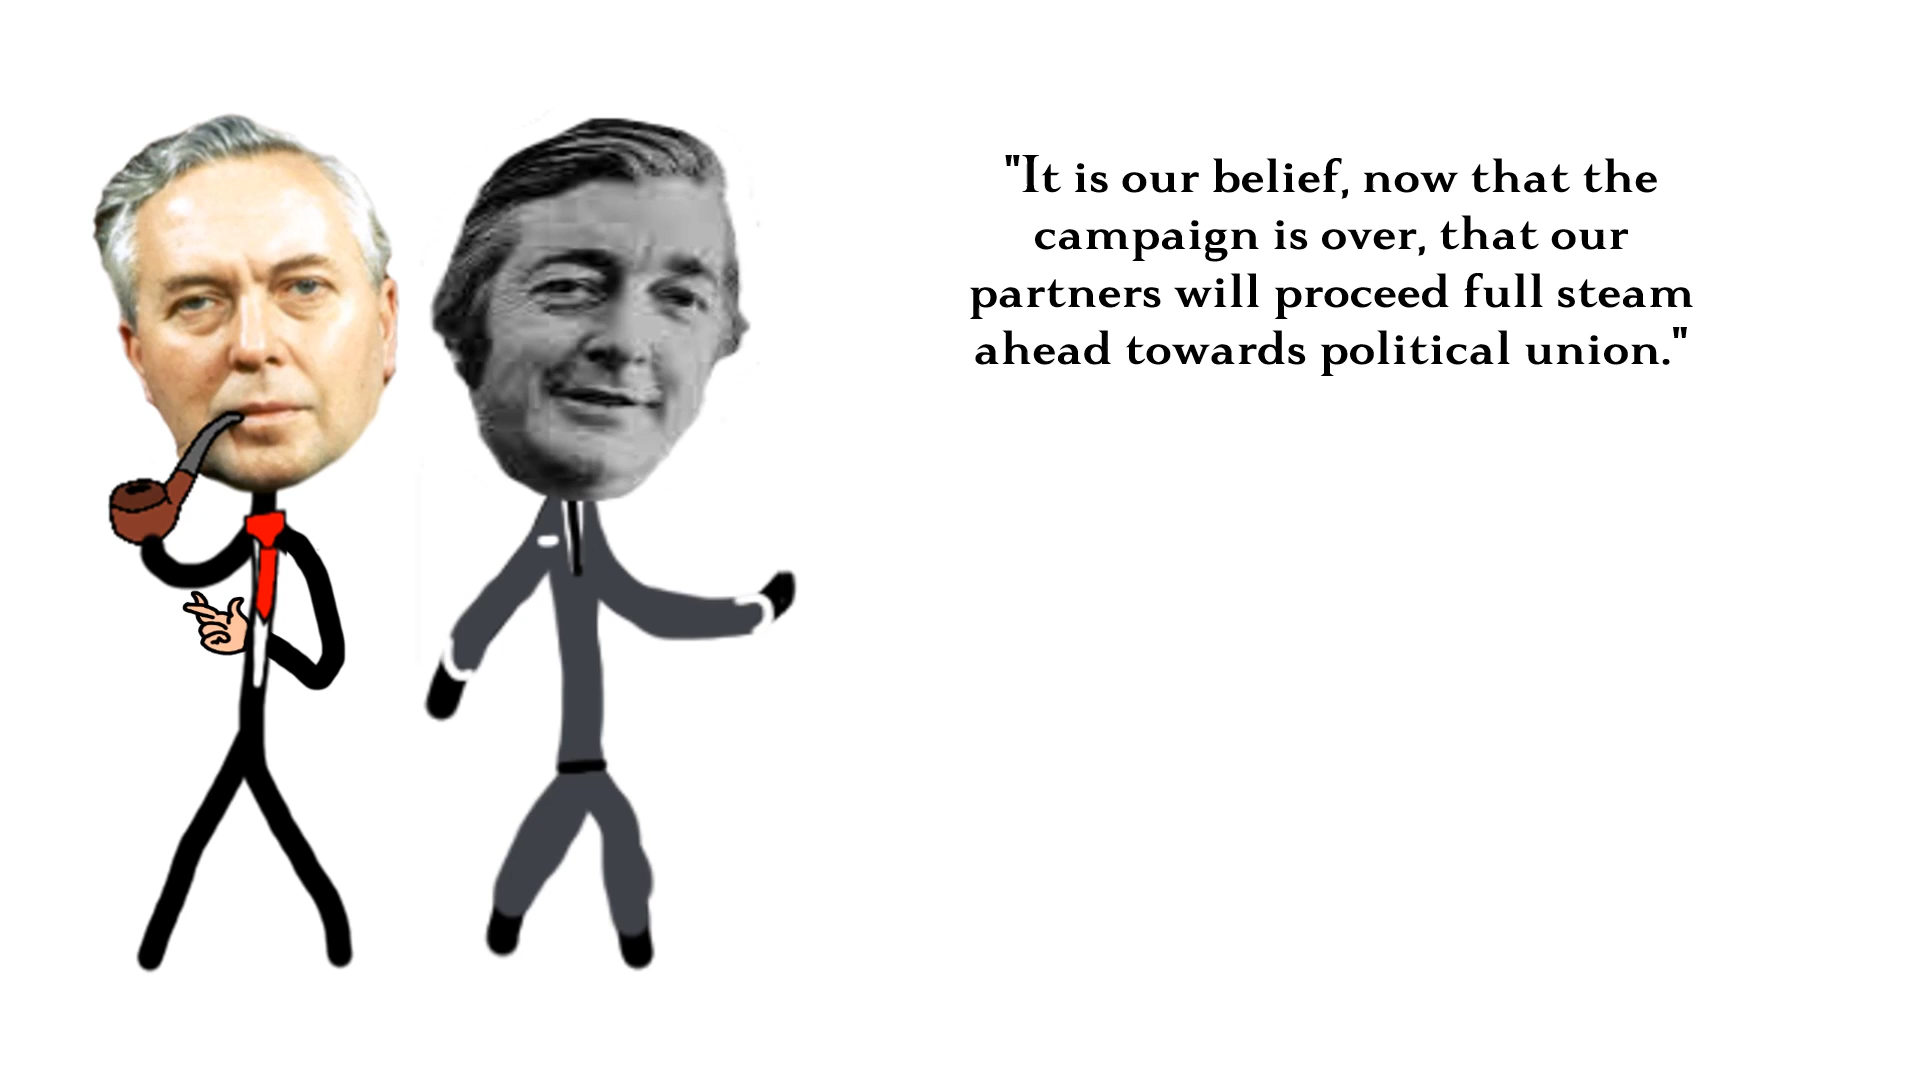 "It is our belief, now that the
campaign is over, that our
partners will proceed full steam
ahead towards political union."